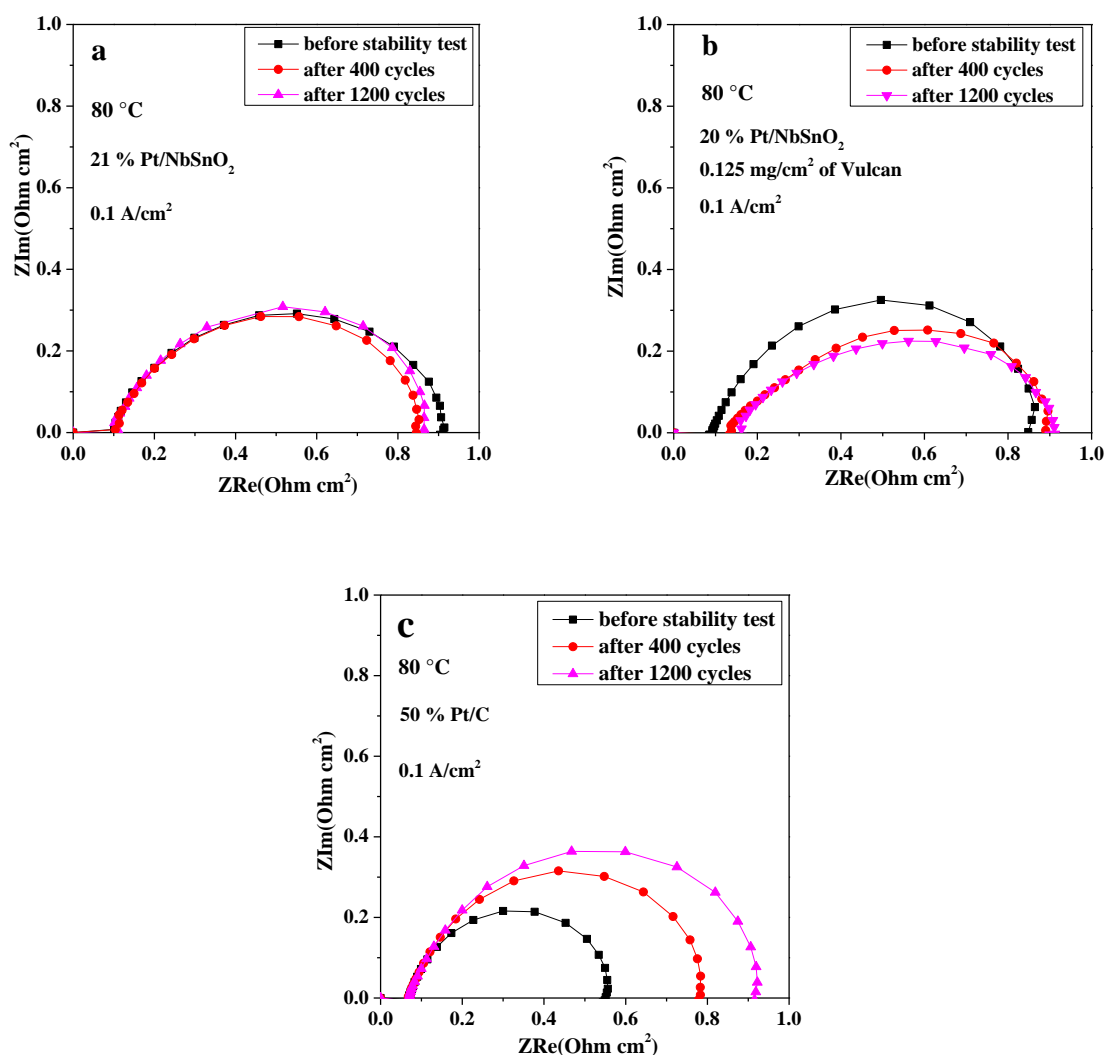 a
before stability test
after 400 cycles
after 1200 cycles
80 °C
21 % Pt/NbSnO₂
0.1 A/cm²
ZIm(Ohm cm²)
1.0
0.8
0.6
0.4
0.2
0.0
0.0 0.2 0.4 0.6 0.8 1.0
ZRe(Ohm cm²)
b
before stability test
after 400 cycles
after 1200 cycles
80 °C
20 % Pt/NbSnO₂
0.125 mg/cm² of Vulcan
0.1 A/cm²
ZIm(Ohm cm²)
1.0
0.8
0.6
0.4
0.2
0.0
0.0 0.2 0.4 0.6 0.8 1.0
ZRe(Ohm cm²)
c
before stability test
after 400 cycles
after 1200 cycles
80 °C
50 % Pt/C
0.1 A/cm²
ZIm(Ohm cm²)
1.0
0.8
0.6
0.4
0.2
0.0
0.0 0.2 0.4 0.6 0.8 1.0
ZRe(Ohm cm²)